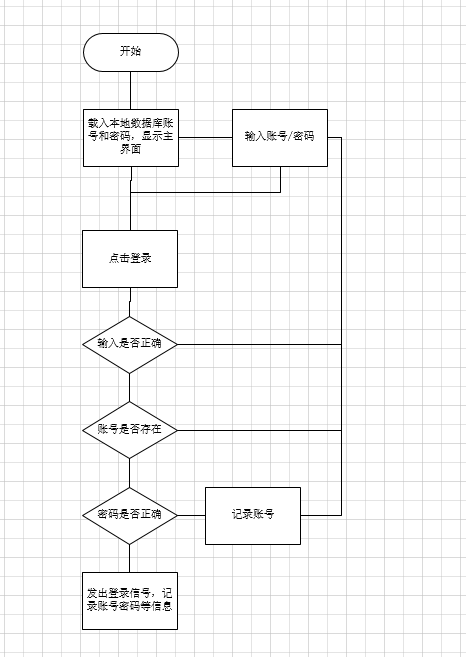 开始
载入本地数据库账
号和密码，显示主
界面
输入账号/密码
点击登录
输入是否正确
账号是否存在
密码是否正确
记录账号
发出登录信号，记
录账号密码等信息